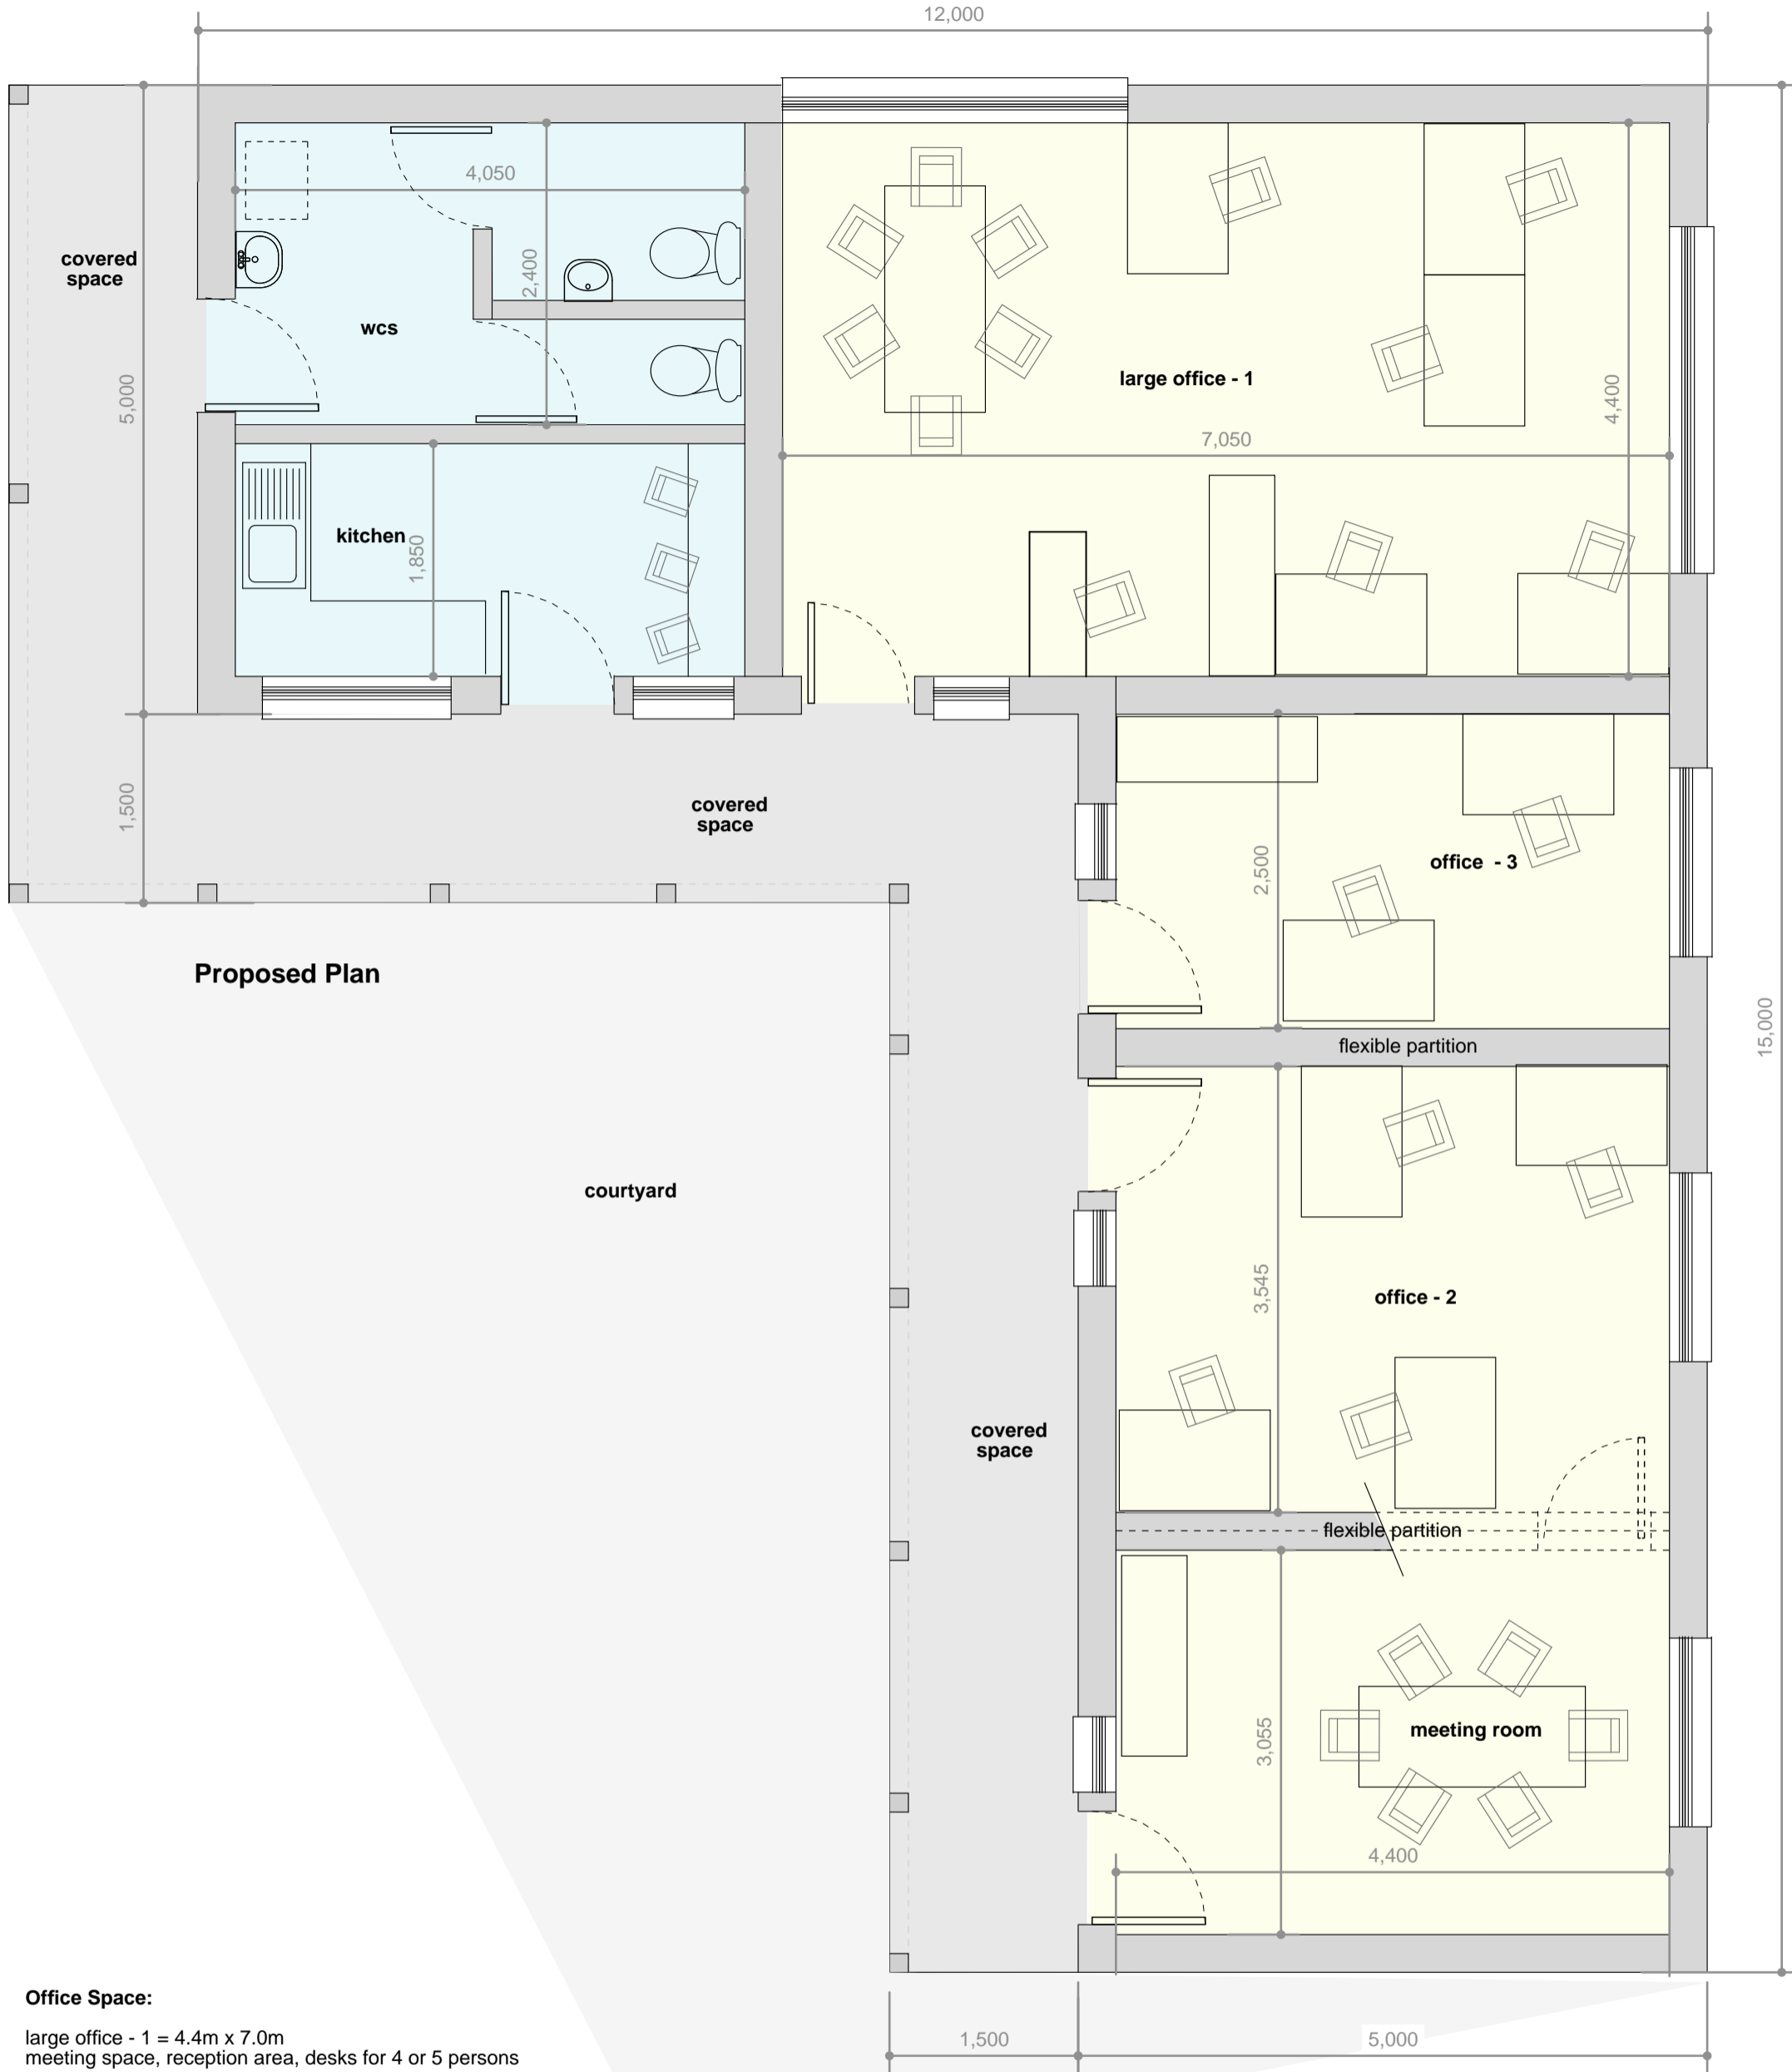 12,000
4,050
covered
space
2,400
wcs
5,000
large office - 1
4,400
7,050
kitchen
1,850
covered
space
1,500
office - 3
2,500
Proposed Plan
15,000
flexible partition
courtyard
3,545
office - 2
covered
space
flexible partition
meeting room
3,055
4,400
Office Space:
large office - 1 = 4.4m x 7.0m
meeting space, reception area, desks for 4 or 5 persons
1,500
5,000